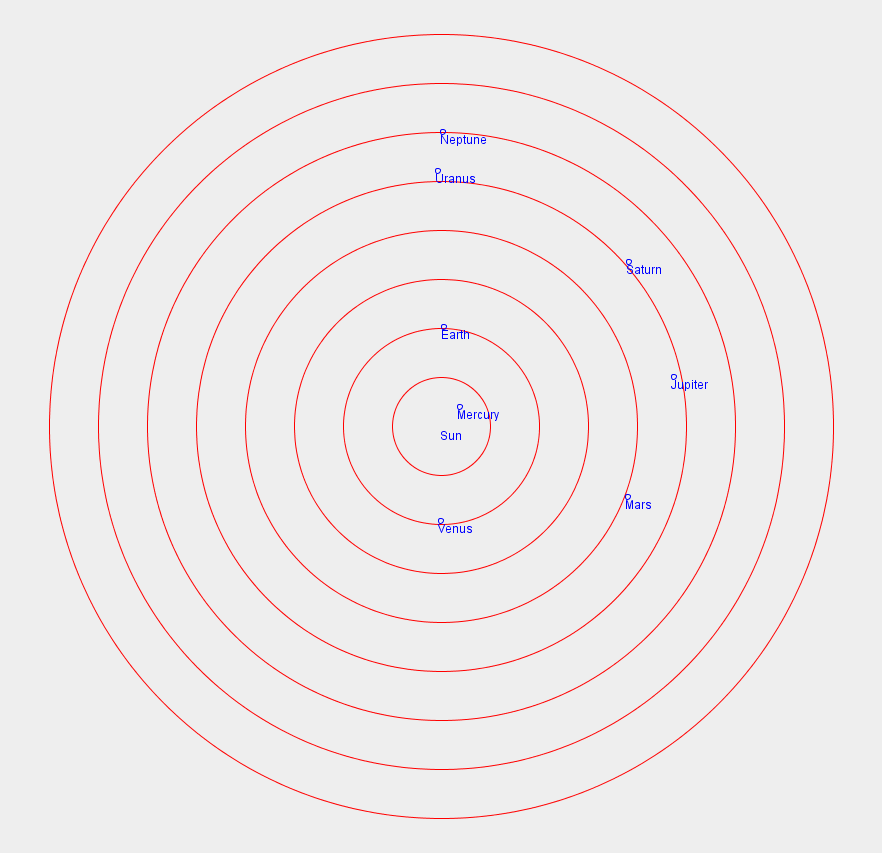 Neptune
Uranus
Saturn
Earth
Jupiter
Mercury
Sun
Mars
Venus